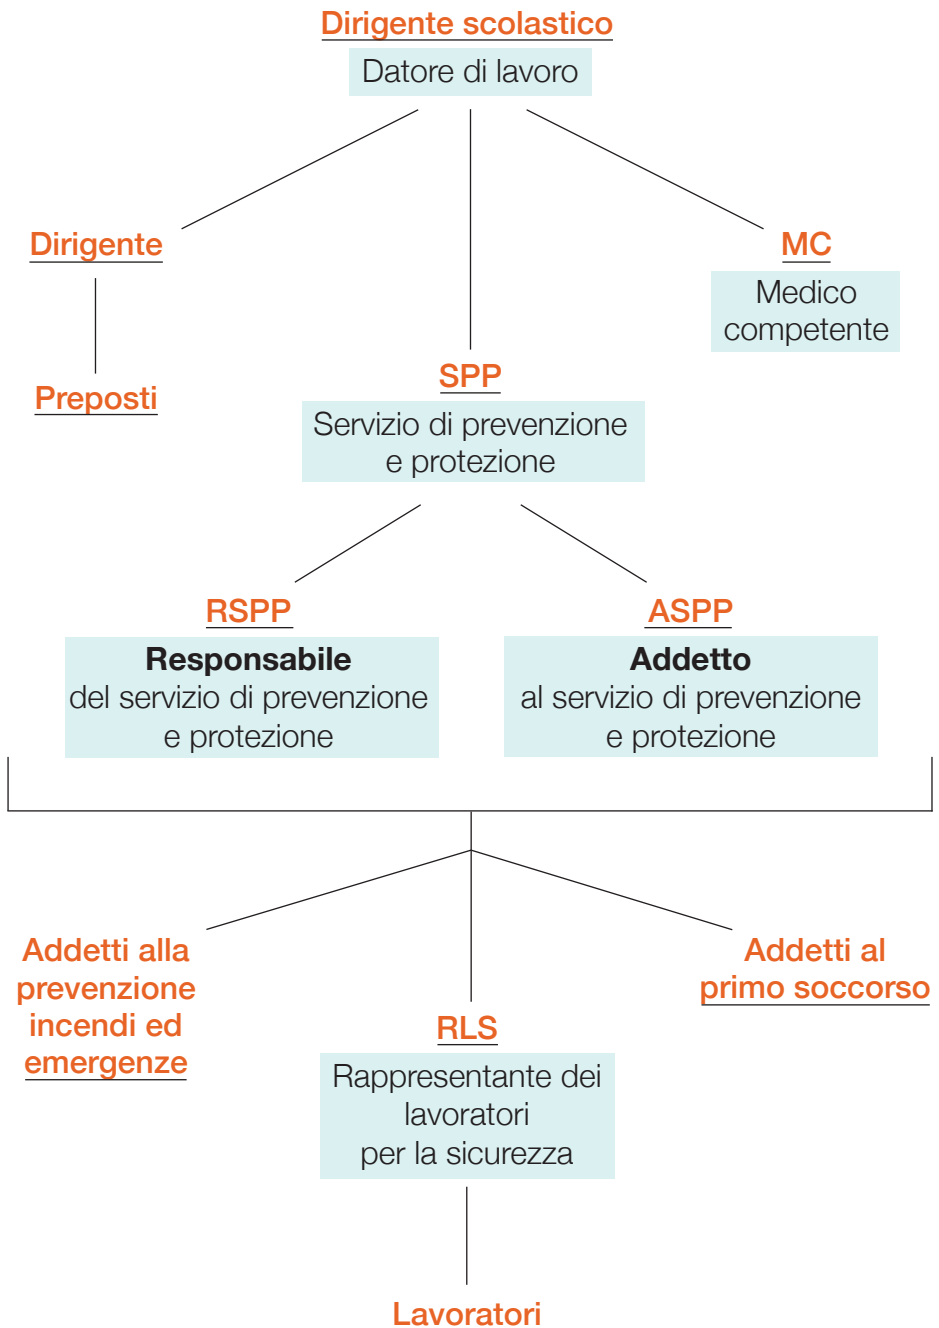 Dirigente scolastico
Datore di lavoro
Dirigente
MC
Medico
competente
Preposti
SPP
Servizio di prevenzione
e protezione
RSPP
Responsabile
del servizio di prevenzione
e protezione
ASPP
Addetto
al servizio di prevenzione
e protezione
Addetti alla
prevenzione
incendi ed
emergenze
Addetti al
primo soccorso
RLS
Rappresentante dei
lavoratori
per la sicurezza
Lavoratori